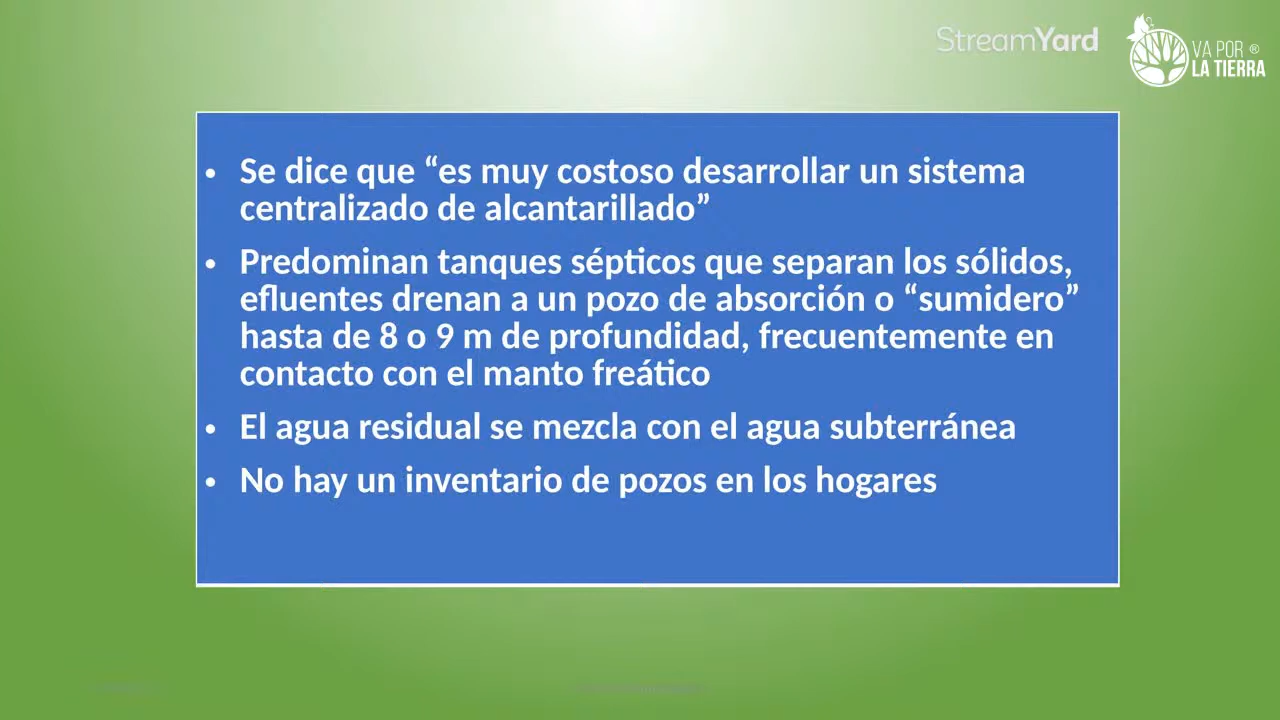 StreamYard
VA POR ®
LA TIERRA
• Se dice que “es muy costoso desarrollar un sistema
centralizado de alcantarillado”
• Predominan tanques sépticos que separan los sólidos,
efluentes drenan a un pozo de absorción o “sumidero”
hasta de 8 o 9 m de profundidad, frecuentemente en
contacto con el manto freático
• El agua residual se mezcla con el agua subterránea
• No hay un inventario de pozos en los hogares